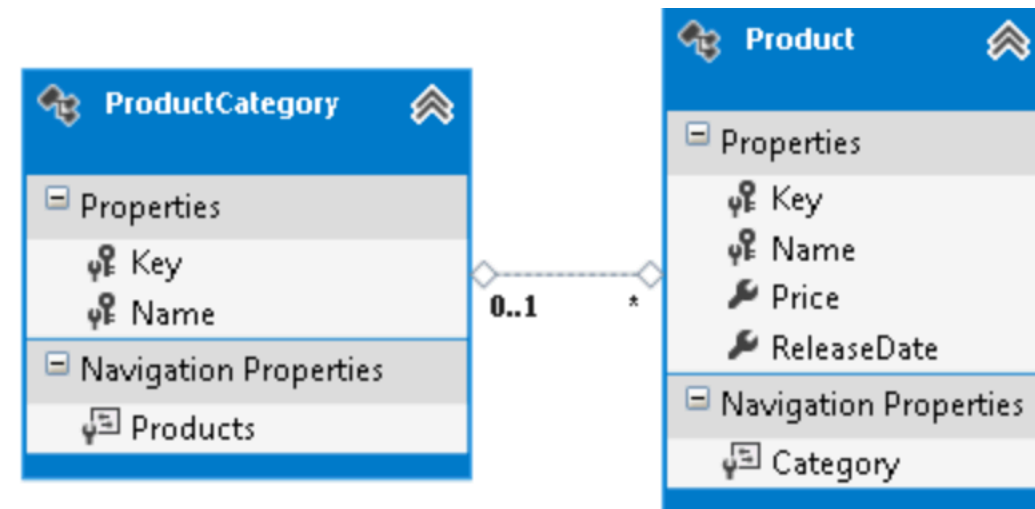 ProductCategory
Properties
Key
Name
Navigation Properties
Products
0..1
*
Product
Properties
Key
Name
Price
ReleaseDate
Navigation Properties
Category